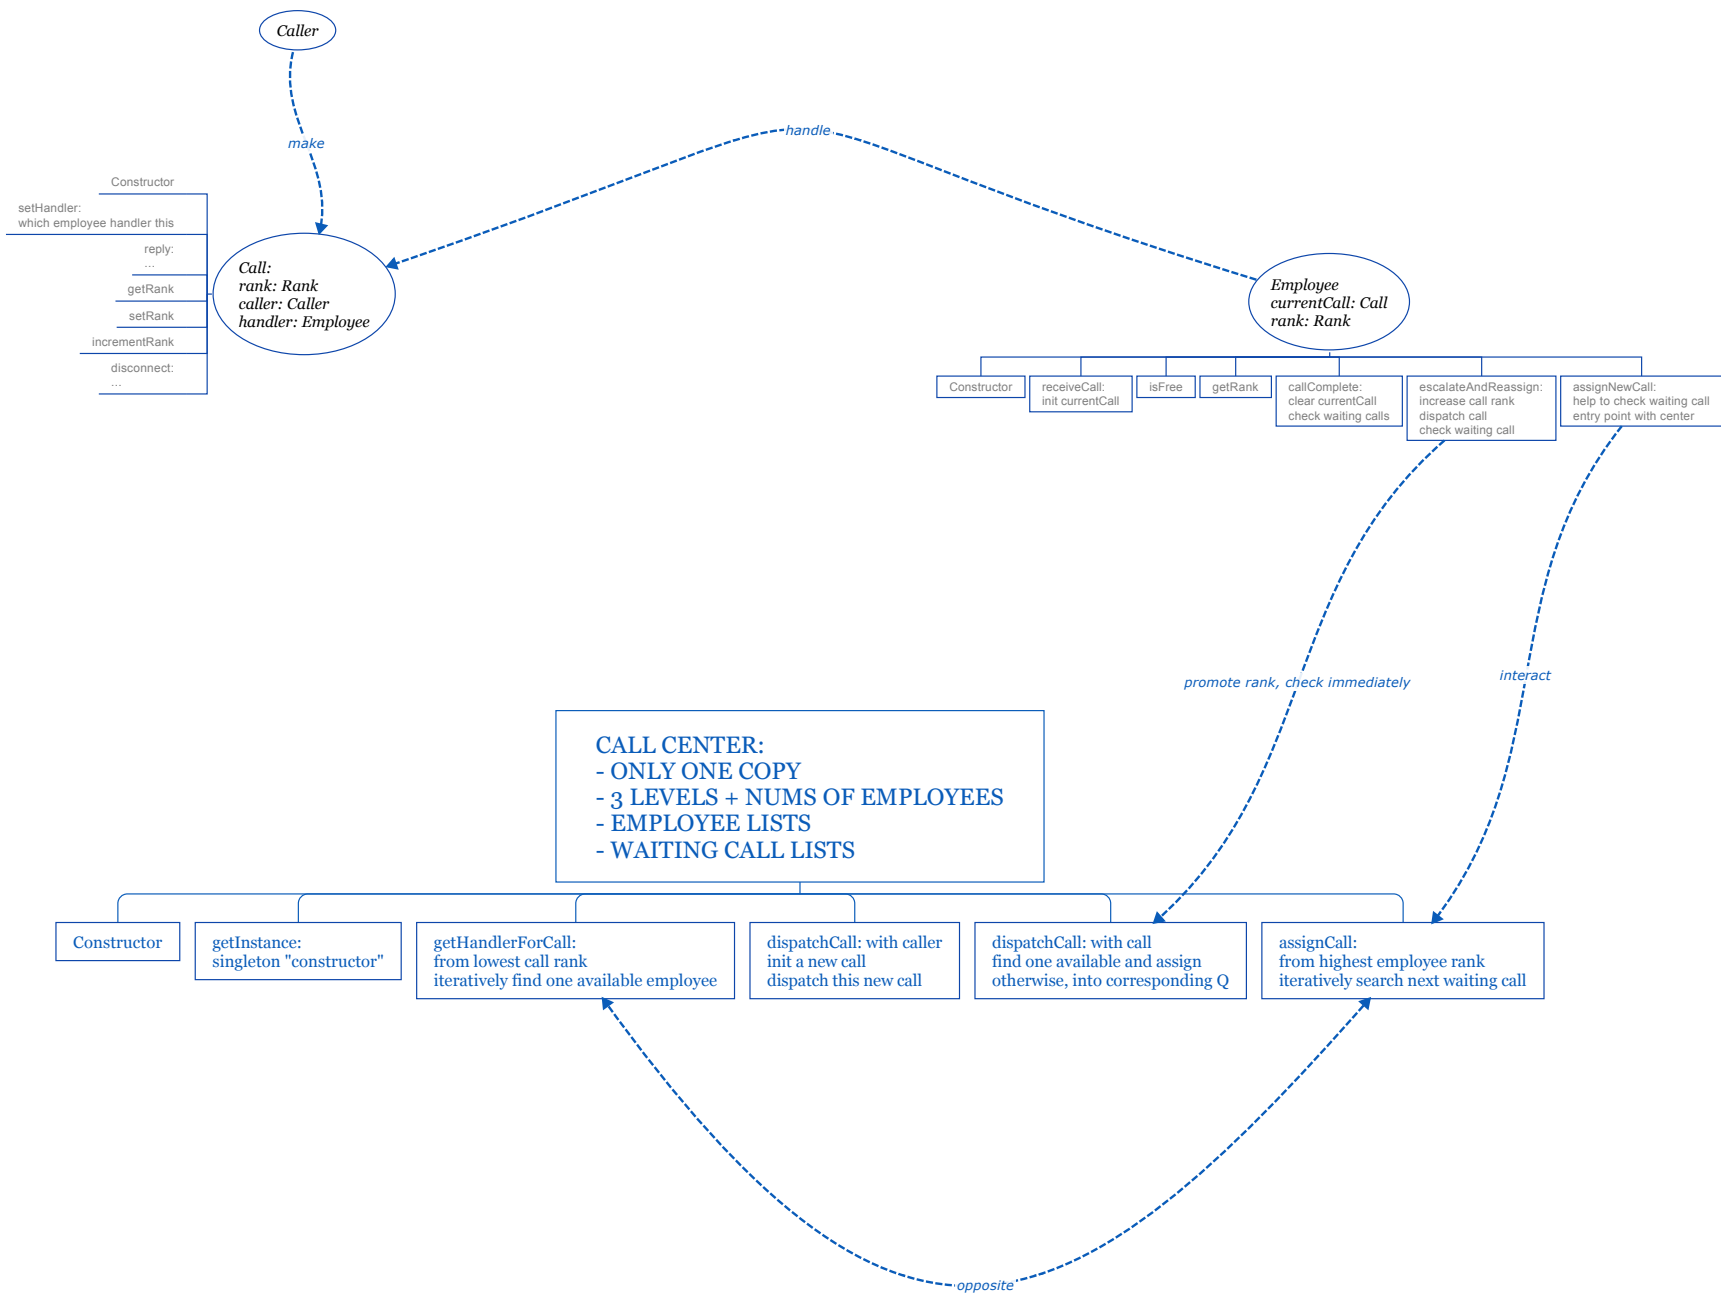 Caller
make
handle
Constructor
setHandler:
which employee handler this
reply:
...
getRank
setRank
incrementRank
disconnect:
...
Call:
rank: Rank
caller: Caller
handler: Employee
Employee
currentCall: Call
rank: Rank
Constructor
receiveCall:
init currentCall
isFree
getRank
callComplete:
clear currentCall
check waiting calls
escalateAndReassign:
increase call rank
dispatch call
check waiting call
assignNewCall:
help to check waiting call
entry point with center
promote rank, check immediately
interact
CALL CENTER:
- ONLY ONE COPY
- 3 LEVELS + NUMS OF EMPLOYEES
- EMPLOYEE LISTS
- WAITING CALL LISTS
Constructor
getInstance:
singleton "constructor"
getHandlerForCall:
from lowest call rank
iteratively find one available employee
dispatchCall: with caller
init a new call
dispatch this new call
dispatchCall: with call
find one available and assign
otherwise, into corresponding Q
assignCall:
from highest employee rank
iteratively search next waiting call
opposite